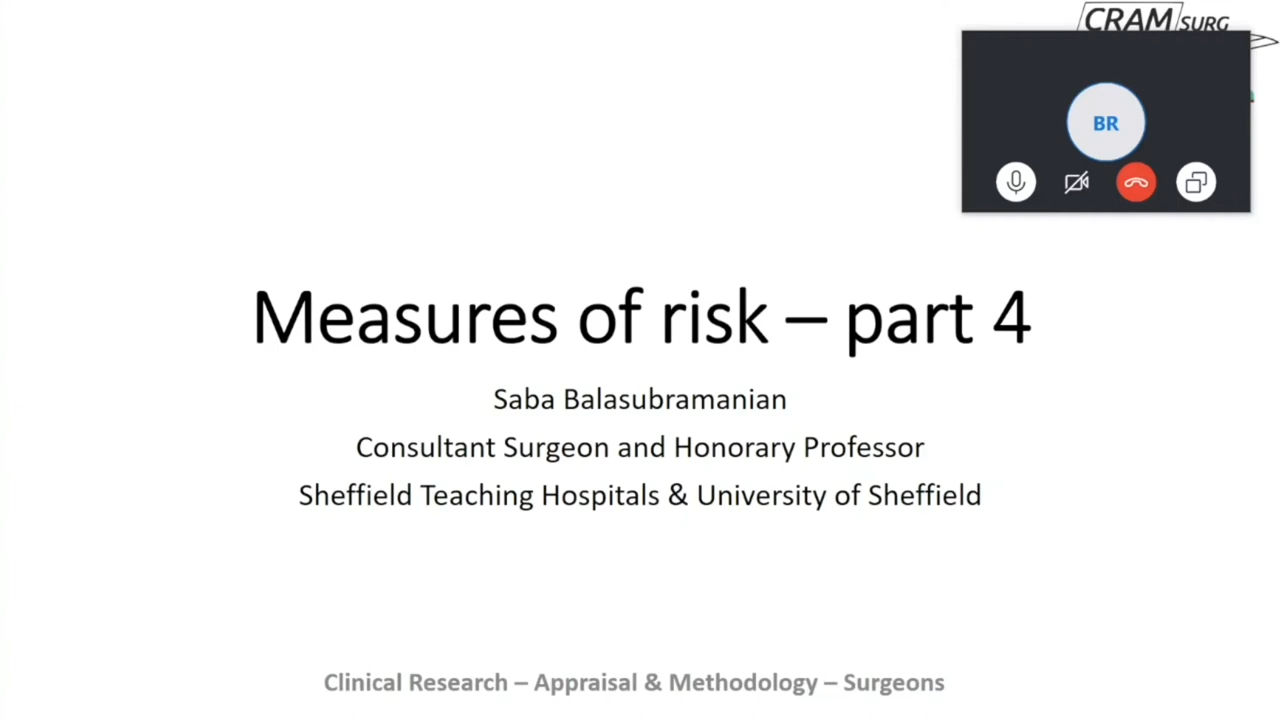 CRAM SURG
BR
Measures of risk – part 4
Saba Balasubramanian
Consultant Surgeon and Honorary Professor
Sheffield Teaching Hospitals & University of Sheffield
Clinical Research – Appraisal & Methodology – Surgeons